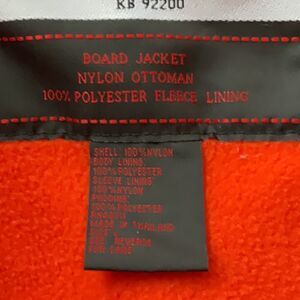 KB 92200
BOARD JACKET
NYLON OTTOMAN
100% POLYESTER FLEECE LINING
SHELL: 100%NYLON
BODY LINING:
100%POLYESTER
SLEEVE LINING:
100%NYLON
PADDING:
100%POLYESTER
MADE IN THAILAND
SEE REVERSE
FOR CARE